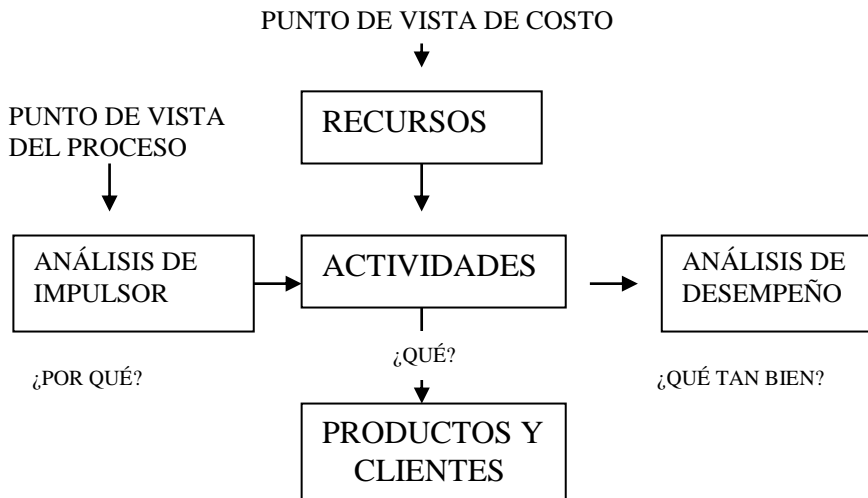 PUNTO DE VISTA DE COSTO
PUNTO DE VISTA
DEL PROCESO
RECURSOS
ANÁLISIS DE
IMPULSOR
ACTIVIDADES
ANÁLISIS DE
DESEMPEÑO
¿POR QUÉ?
¿QUÉ?
¿QUÉ TAN BIEN?
PRODUCTOS Y
CLIENTES